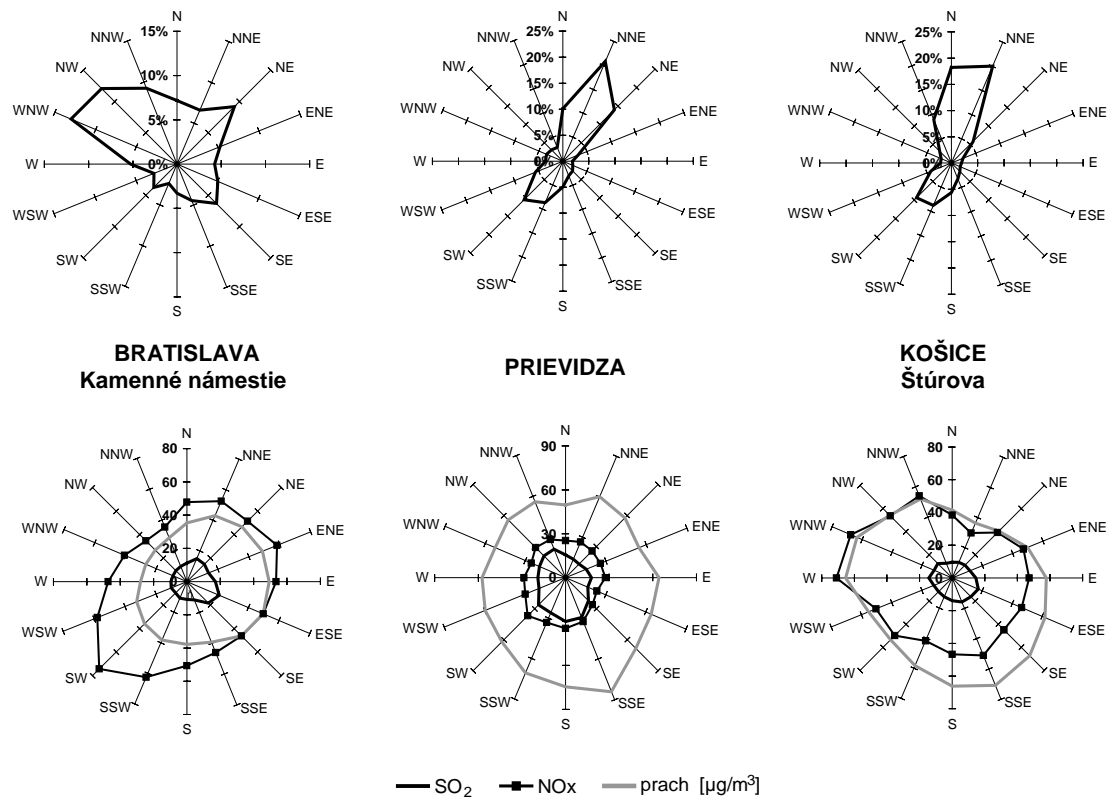 N
NNW NNE
NW NE
WNW ENE
W E
WSW ESE
SW SE
SSW SSE
S
15%
10%
5%
0%
N
NNW NNE
NW NE
WNW ENE
W E
WSW ESE
SW SE
SSW SSE
S
25%
20%
15%
10%
5%
0%
N
NNW NNE
NW NE
WNW ENE
W E
WSW ESE
SW SE
SSW SSE
S
25%
20%
15%
10%
5%
0%
BRATISLAVA
Kamenné námestie
PRIEVIDZA
KOŠICE
Štúrova
N
NNW NNE
NW NE
WNW ENE
W E
WSW ESE
SW SE
SSW SSE
S
80
60
40
20
0
N
NNW NNE
NW NE
WNW ENE
W E
WSW ESE
SW SE
SSW SSE
S
90
60
30
0
N
NNW NNE
NW NE
WNW ENE
W E
WSW ESE
SW SE
SSW SSE
S
80
60
40
20
0
SO₂ NOx prach [µg/m³]